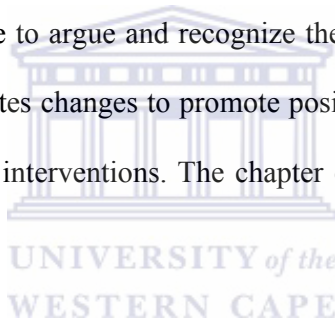 e to argue and recognize the
tes changes to promote posi
interventions. The chapter
UNIVERSITY of the
WESTERN CAPE